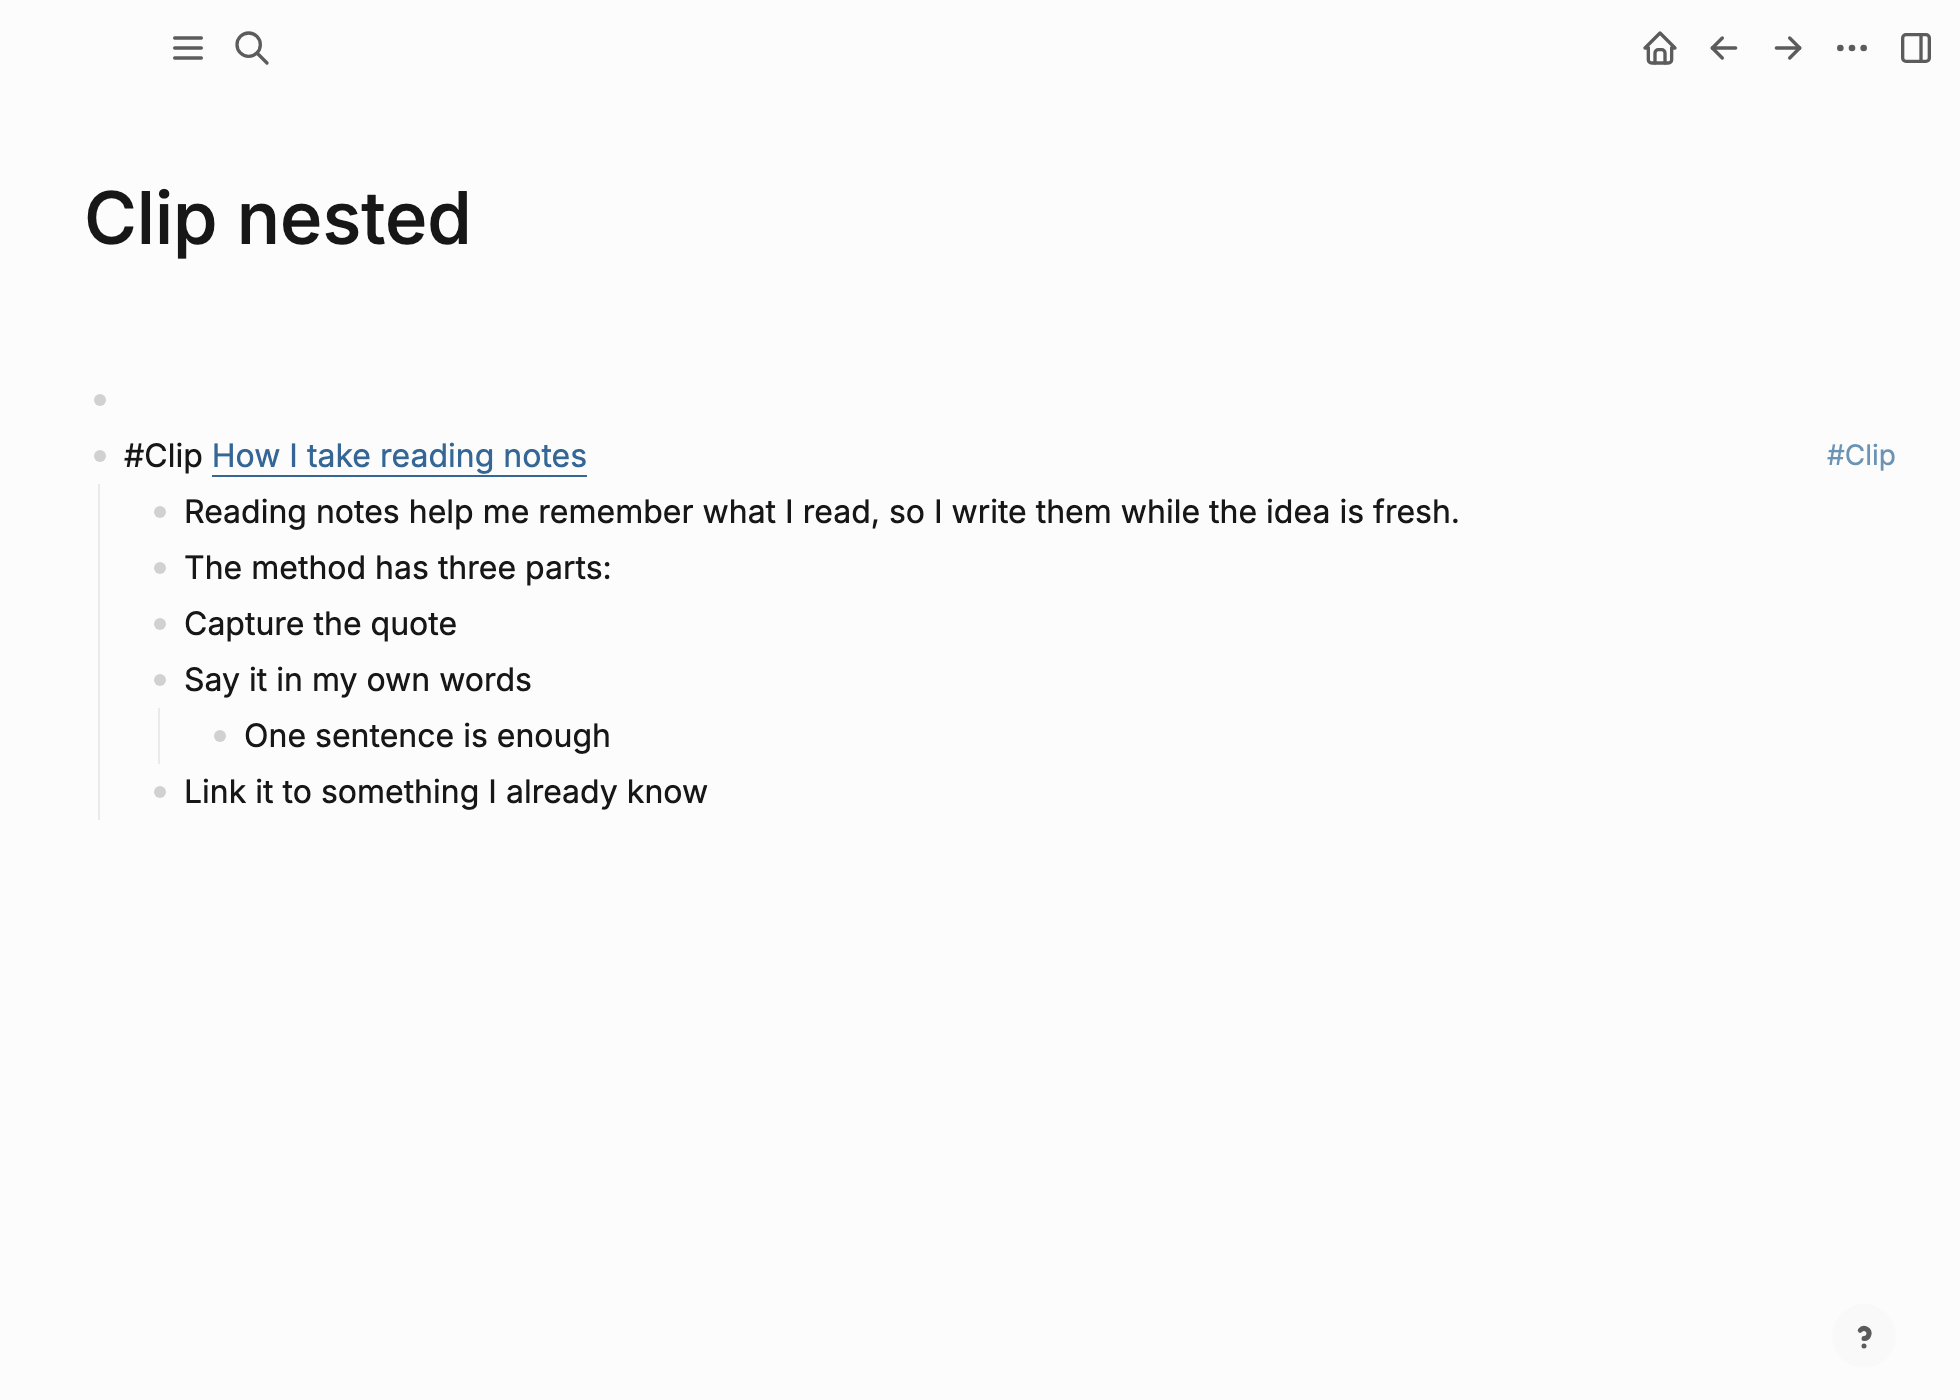 Clip nested
#Clip How I take reading notes #Clip
Reading notes help me remember what I read, so I write them while the idea is fresh.
The method has three parts:
Capture the quote
Say it in my own words
One sentence is enough
Link it to something I already know
?